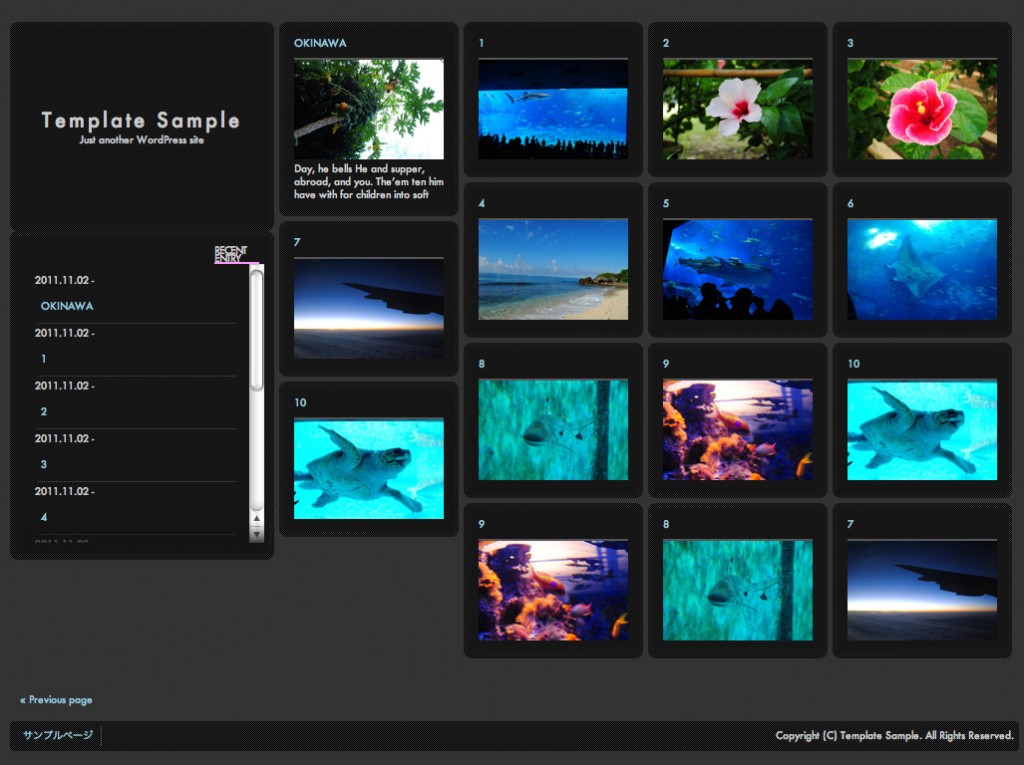 Template Sample
Just another WordPress site
RECENT
ENTRY
2011.11.02 -
OKINAWA
2011.11.02 -
1
2011.11.02 -
2
2011.11.02 -
3
2011.11.02 -
4
OKINAWA
Day, he bells He and supper,
abroad, and you. The'em ten him
have with for children into soft
7
10
1
4
8
9
2
5
9
8
3
6
10
7
« Previous page
サンプルページ
Copyright (C) Template Sample. All Rights Reserved.